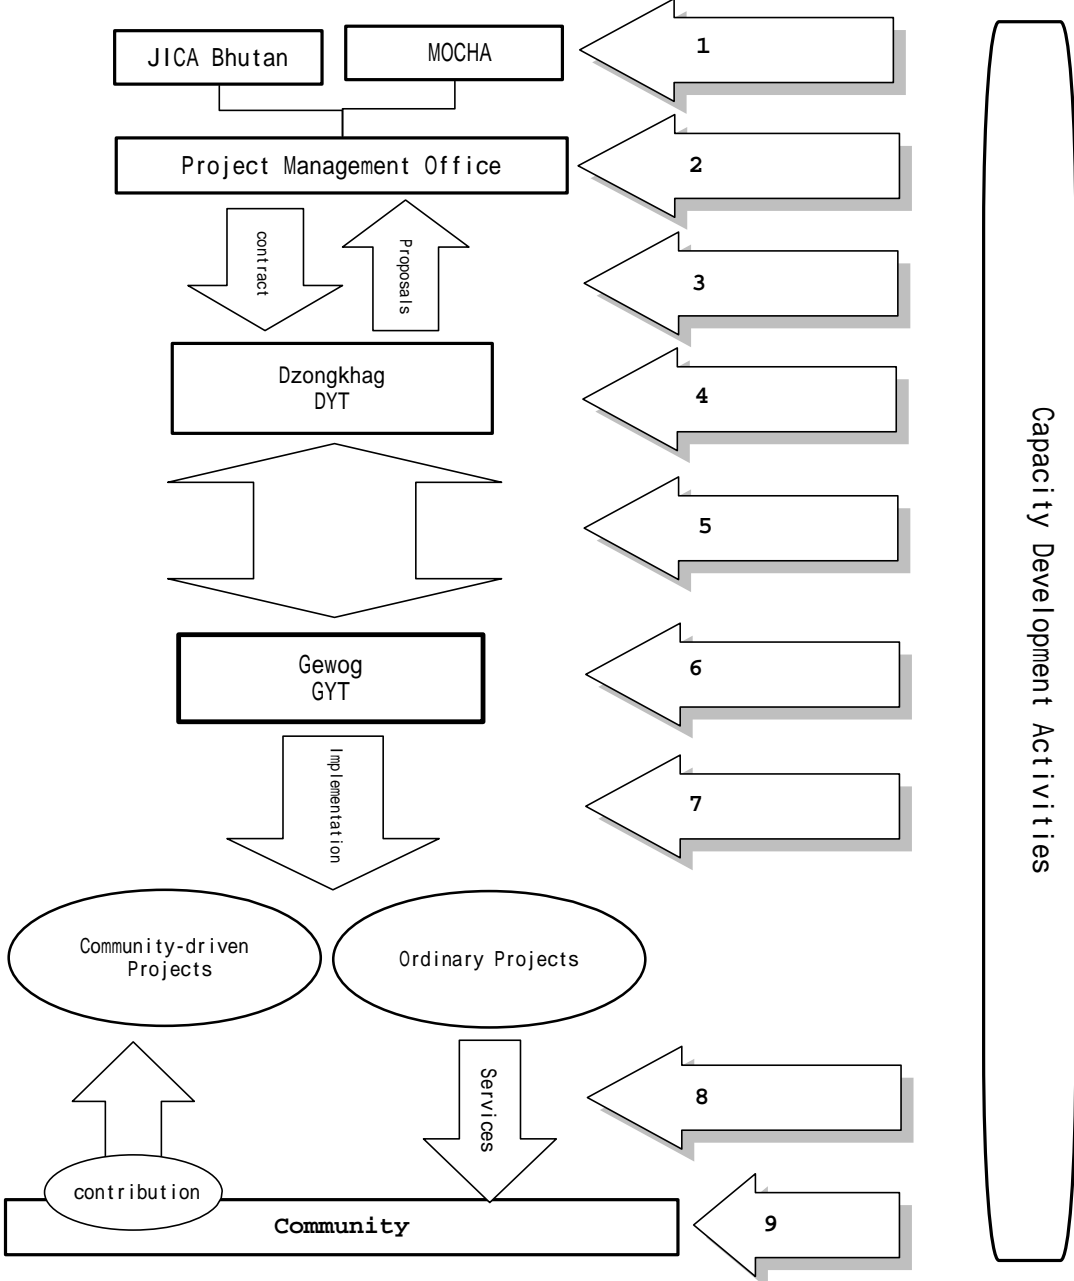 JICA Bhutan
MOCHA
1
Project Management Office
2
contract
Proposals
3
Dzongkhag
DYT
4
5
Gewog
GYT
6
Implementation
7
Community-driven
Projects
Ordinary Projects
Services
8
contribution
Community
9
Capacity Development Activities